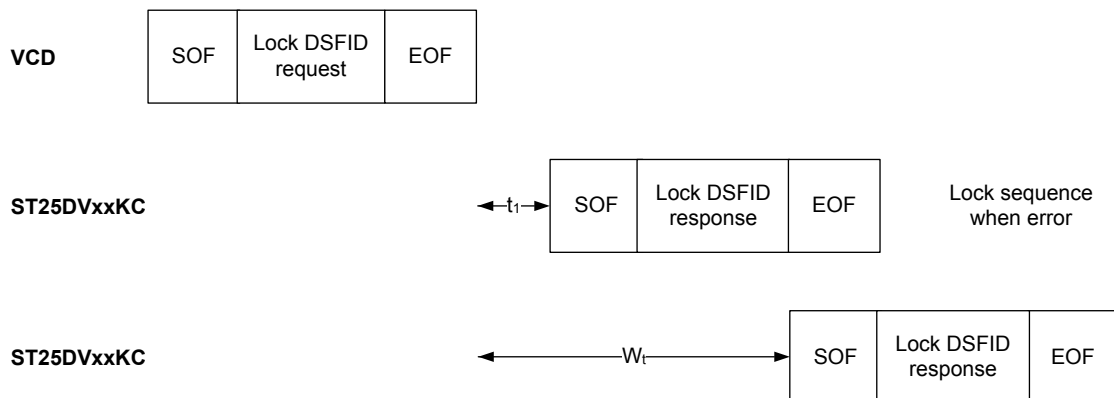 VCD
SOF
Lock DSFID
request
EOF
ST25DVxxKC
t1
SOF
Lock DSFID
response
EOF
Lock sequence
when error
ST25DVxxKC
Wt
SOF
Lock DSFID
response
EOF